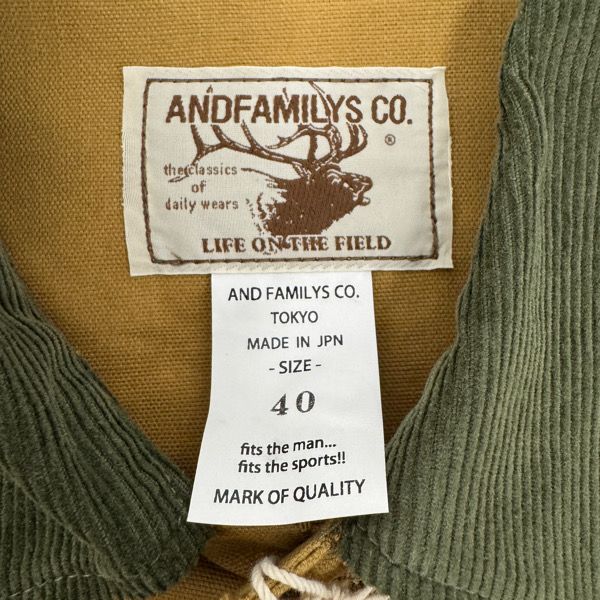 ANDFAMILYS CO.
®
the classics
of
daily wears
LIFE ON THE FIELD
AND FAMILYS CO.
TOKYO
MADE IN JPN
- SIZE -
40
fits the man...
fits the sports!!
MARK OF QUALITY